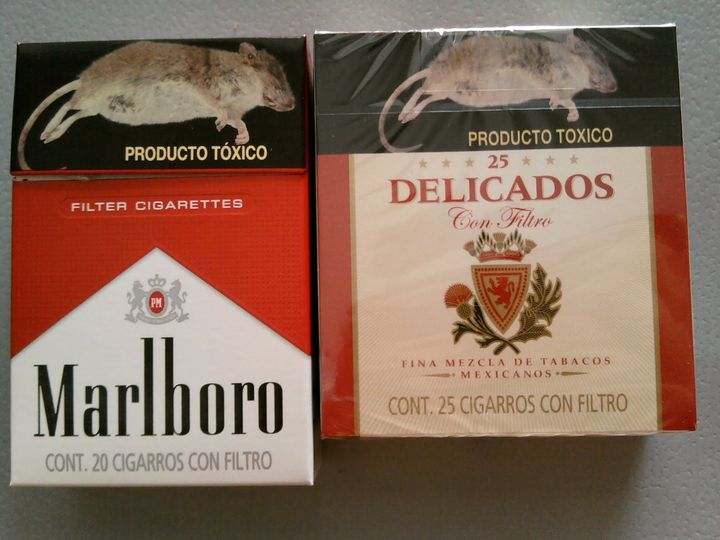 PRODUCTO TÓXICO
FILTER CIGARETTES
PM
Marlboro
CONT. 20 CIGARROS CON FILTRO
PRODUCTO TOXICO
25
DELICADOS
Con Filtro
FINA MEZCLA DE TABACOS
MEXICANOS
CONT. 25 CIGARROS CON FILTRO